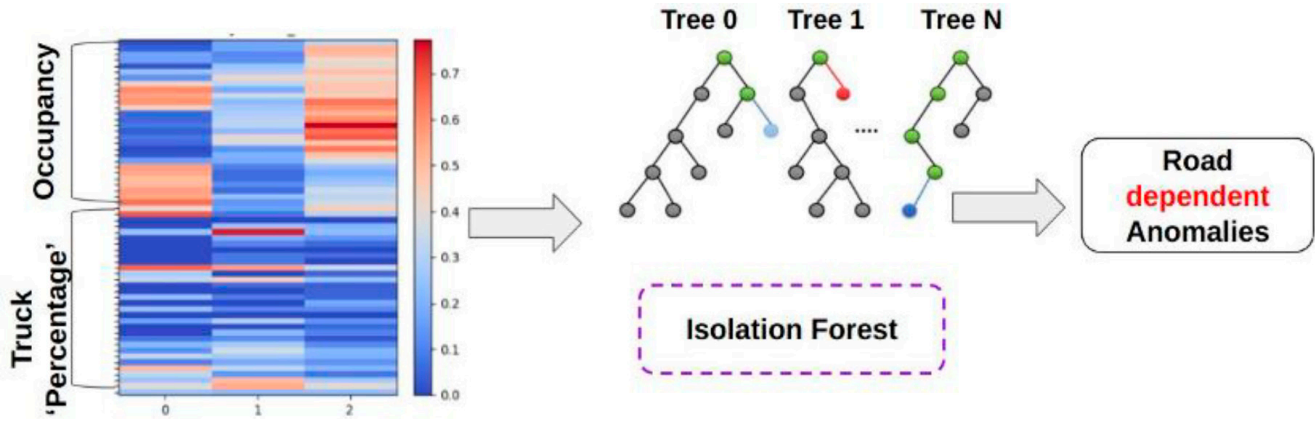 Tree 0
Tree 1
Tree N
Occupancy
Truck
‘Percentage’
0.7
0.6
0.5
0.4
0.3
0.2
0.1
0.0
0
1
2
....
Isolation Forest
Road
dependent
Anomalies